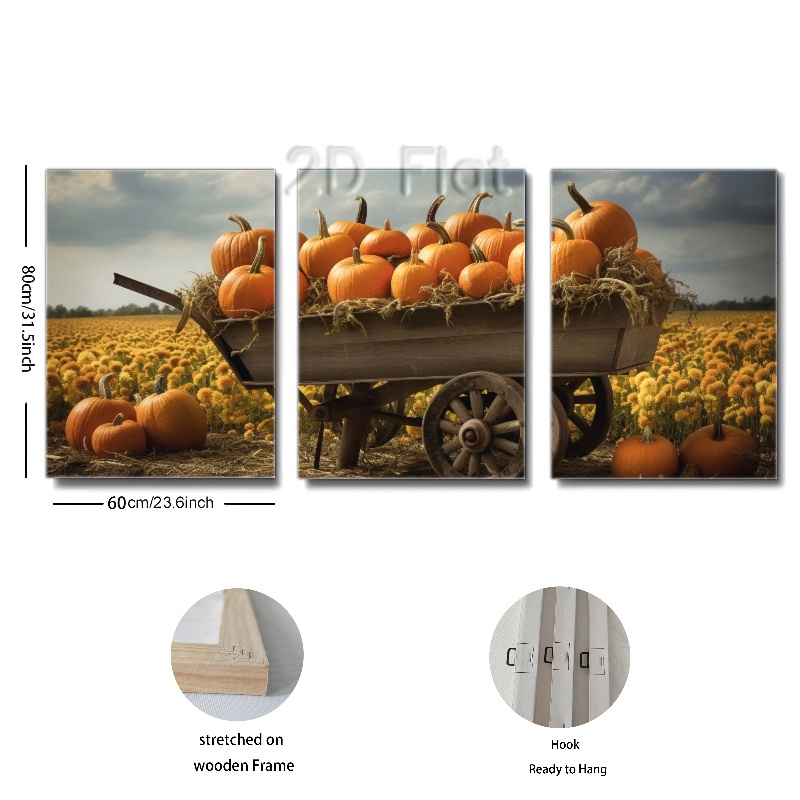 2D Flat
80cm/31.5inch
60cm/23.6inch
stretched on
wooden Frame
Hook
Ready to Hang